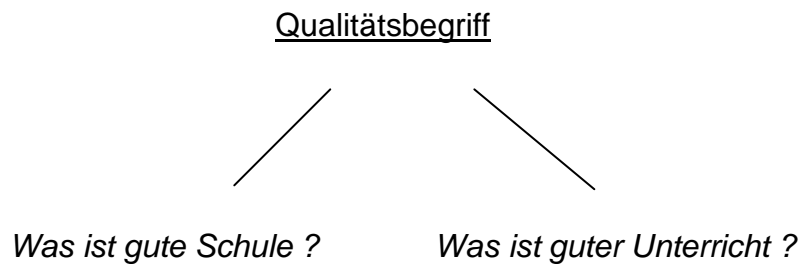 Qualitätsbegriff
Was ist gute Schule ? Was ist guter Unterricht ?